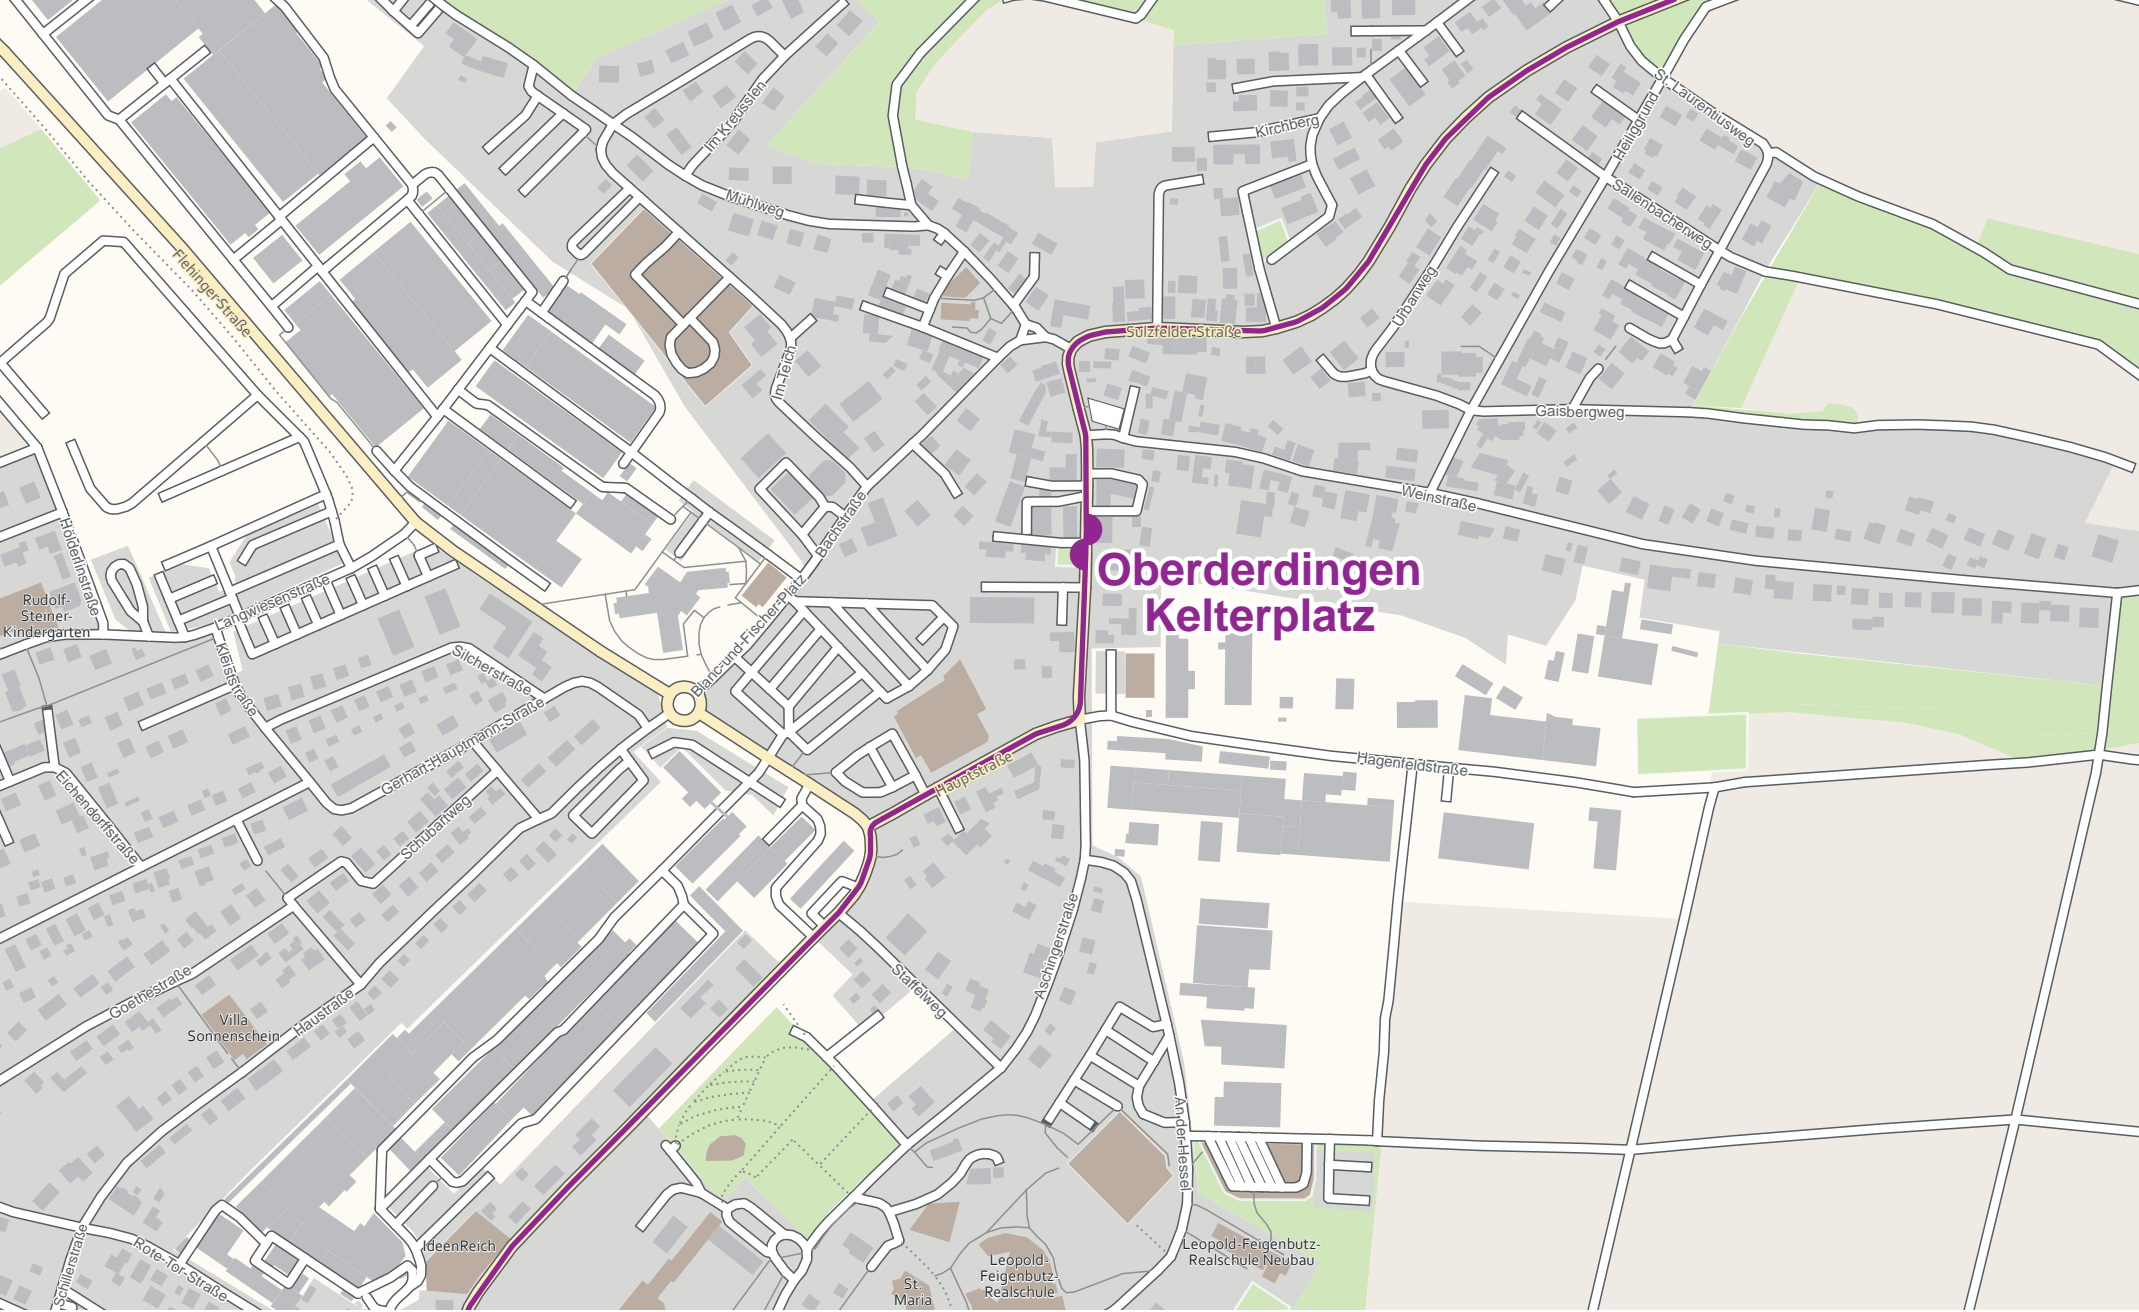 St. Laurentiusweg
Heiliggrund
Im Kreusslen
Kirchberg
Mühlweg
Sallenbacherweg
Flehinger-Straße
Urbanweg
Sulzfelder-Straße
Im-Teich
Gaisbergweg
Weinstraße
Bachstraße
Hölderlinstraße
Oberderdingen
Kelterplatz
Langwiesenstraße
Rudolf-
Steiner-
Kindergarten
Blanc-und-Fischer-Platz
Kleiststraße
Silcherstraße
Gerhart-Hauptmann-Straße
Hagenfeldstraße
Hauptstraße
Eichendorffstraße
Schubartweg
Aschingerstraße
Staffelweg
Goethestraße
Haustraße
Villa
Sonnenschein
An-der-Hessel
Schillerstraße
Rote-Tor-Straße
IdeenReich
Leopold-Feigenbutz-
Realschule Neubau
Leopold-
Feigenbutz-
Realschule
St.
Maria